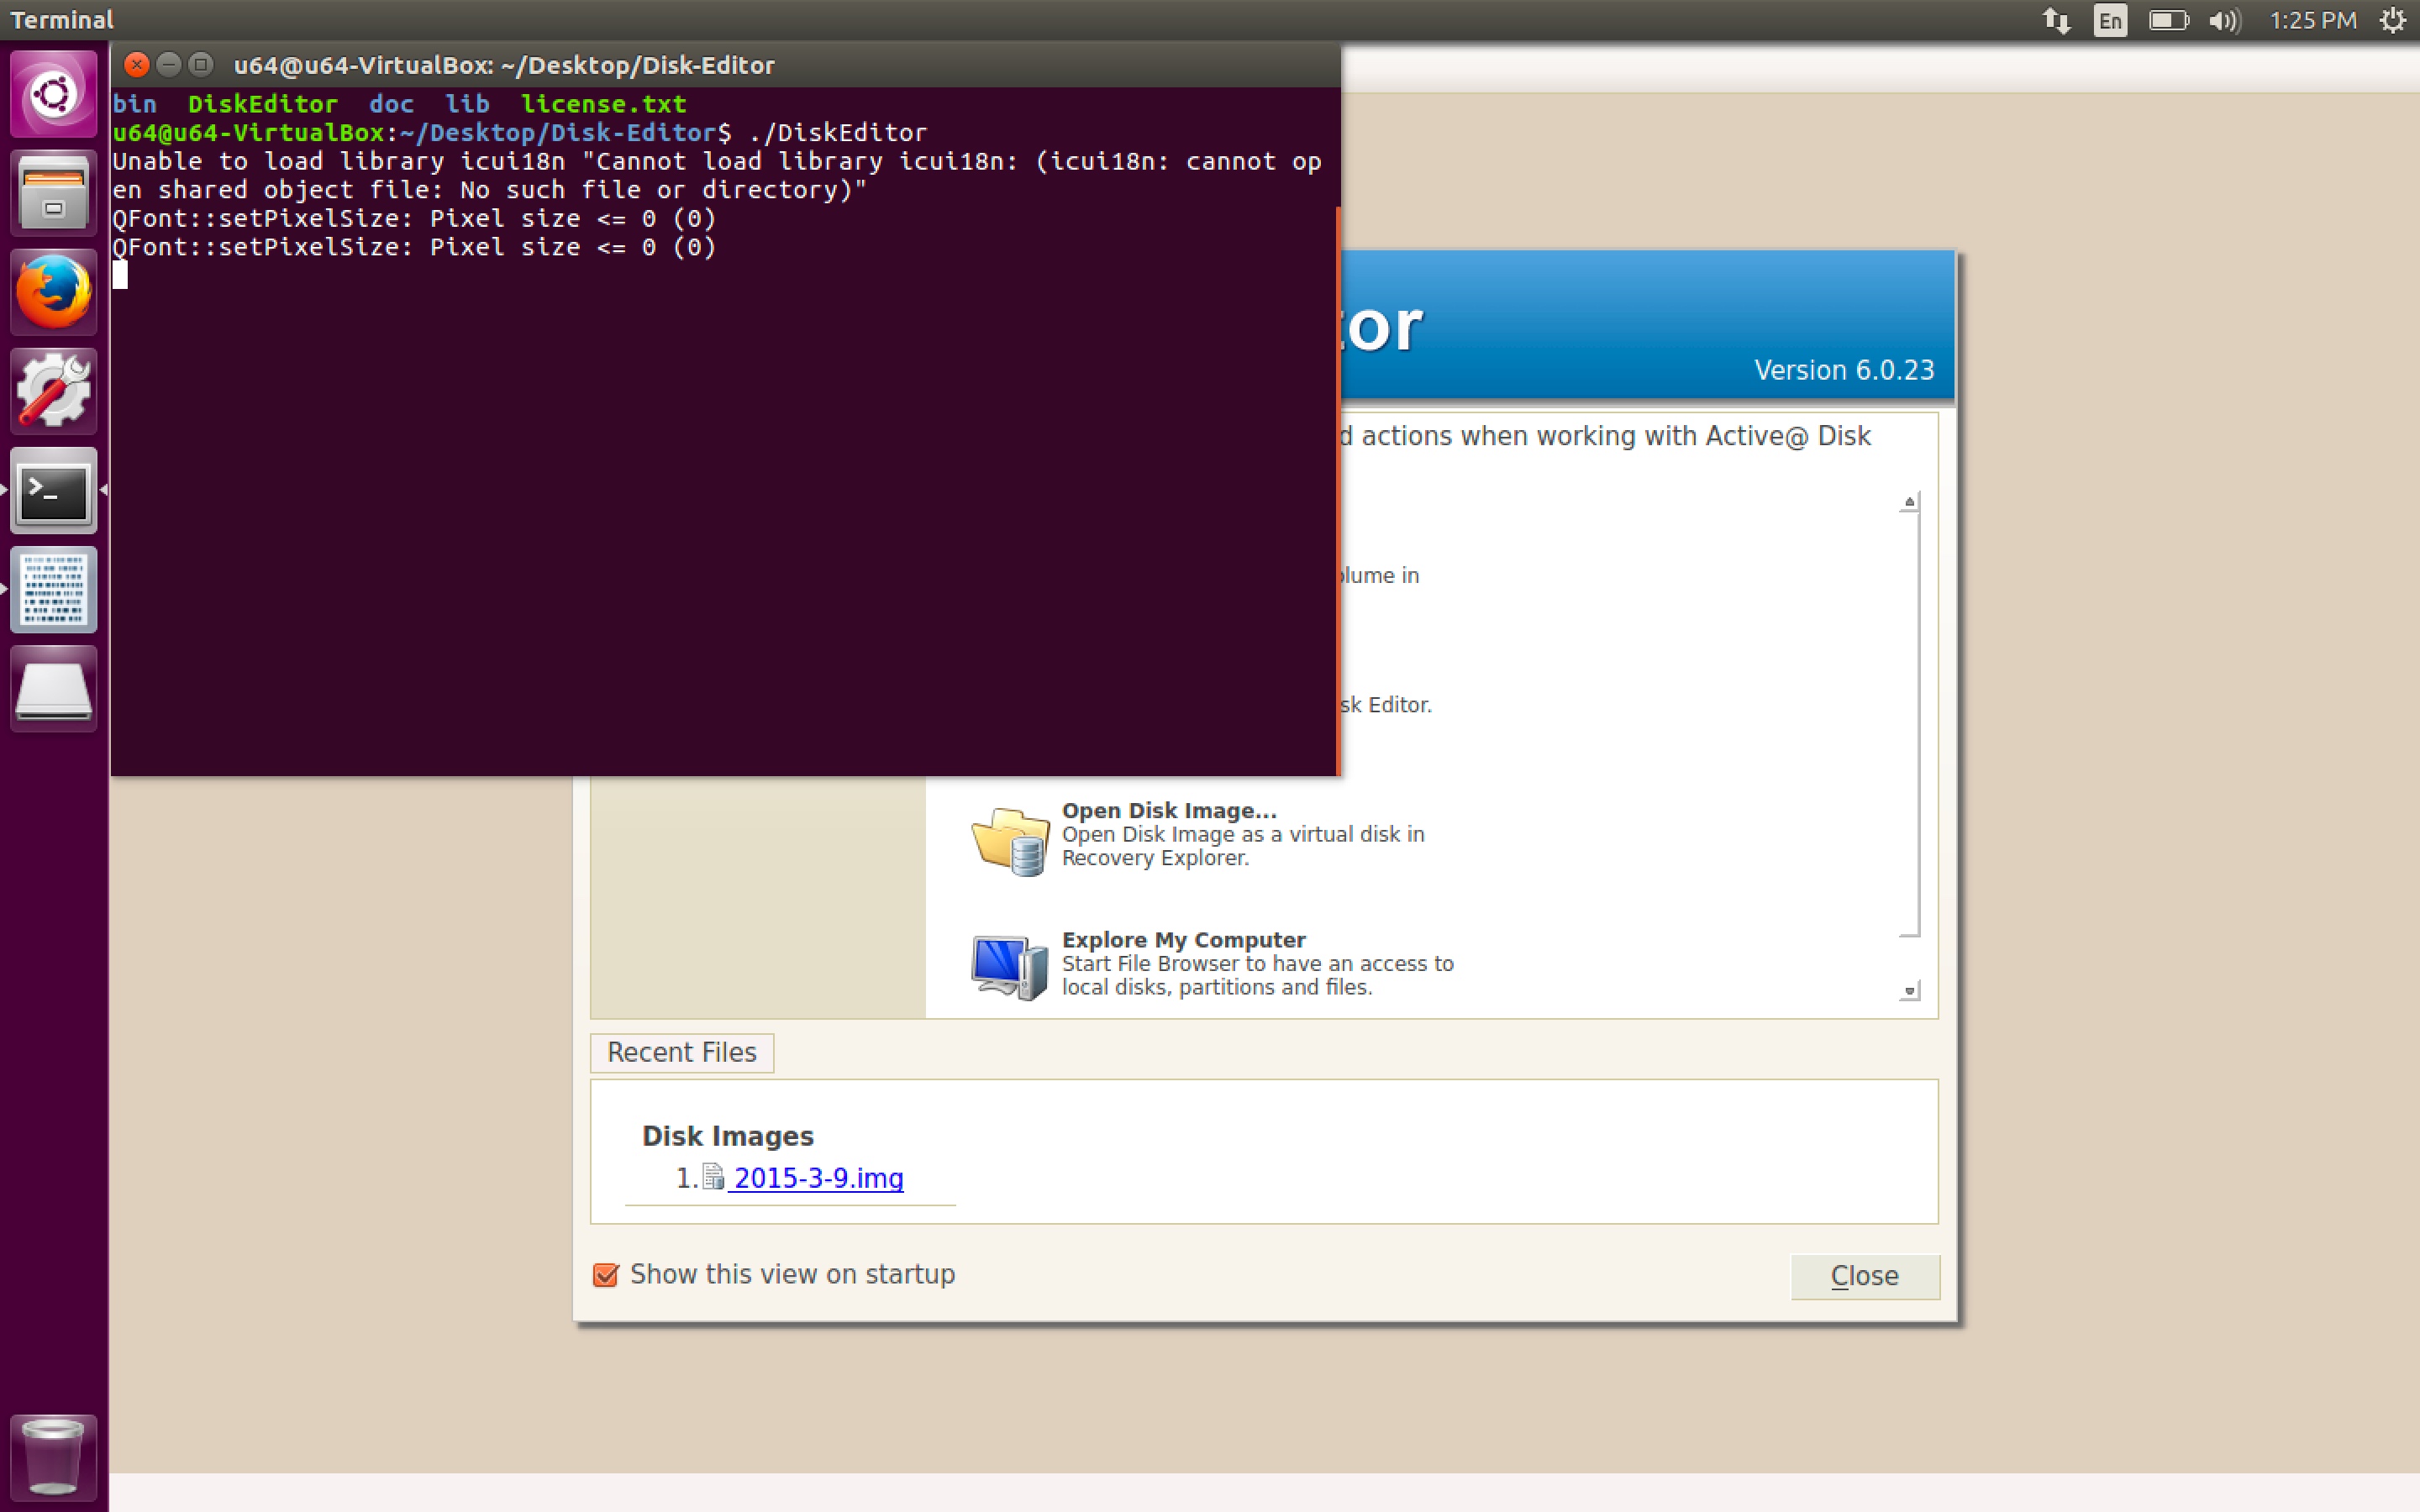 Terminal
En
1:25 PM
u64@u64-VirtualBox: ~/Desktop/Disk-Editor
bin DiskEditor doc lib license.txt
u64@u64-VirtualBox:~/Desktop/Disk-Editor$ ./DiskEditor
Unable to load library icui18n "Cannot load library icui18n: (icui18n: cannot op
en shared object file: No such file or directory)"
QFont::setPixelSize: Pixel size <= 0 (0)
QFont::setPixelSize: Pixel size <= 0 (0)
tor
Version 6.0.23
d actions when working with Active@ Disk
olume in
sk Editor.
Open Disk Image...
Open Disk Image as a virtual disk in
Recovery Explorer.
Explore My Computer
Start File Browser to have an access to
local disks, partitions and files.
Recent Files
Disk Images
1. 2015-3-9.img
Show this view on startup
Close